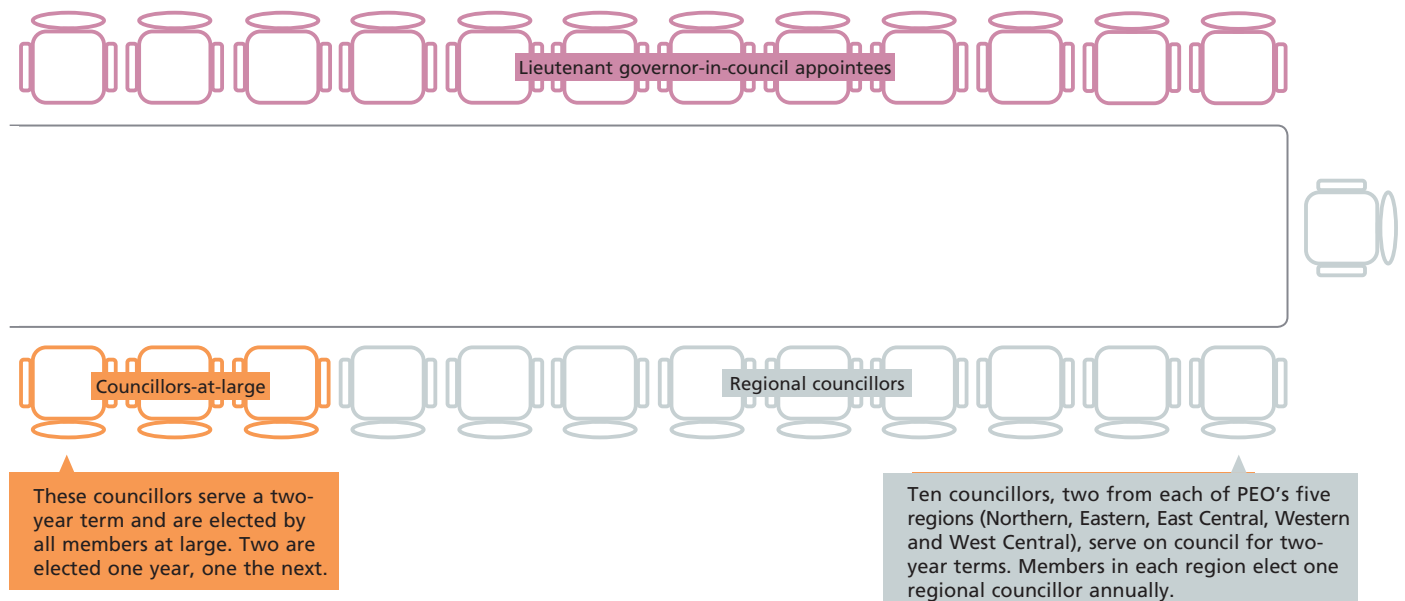 Lieutenant governor-in-council appointees
Councillors-at-large
Regional councillors
These councillors serve a two-
year term and are elected by
all members at large. Two are
elected one year, one the next.
Ten councillors, two from each of PEO's five
regions (Northern, Eastern, East Central, Western
and West Central), serve on council for two-
year terms. Members in each region elect one
regional councillor annually.